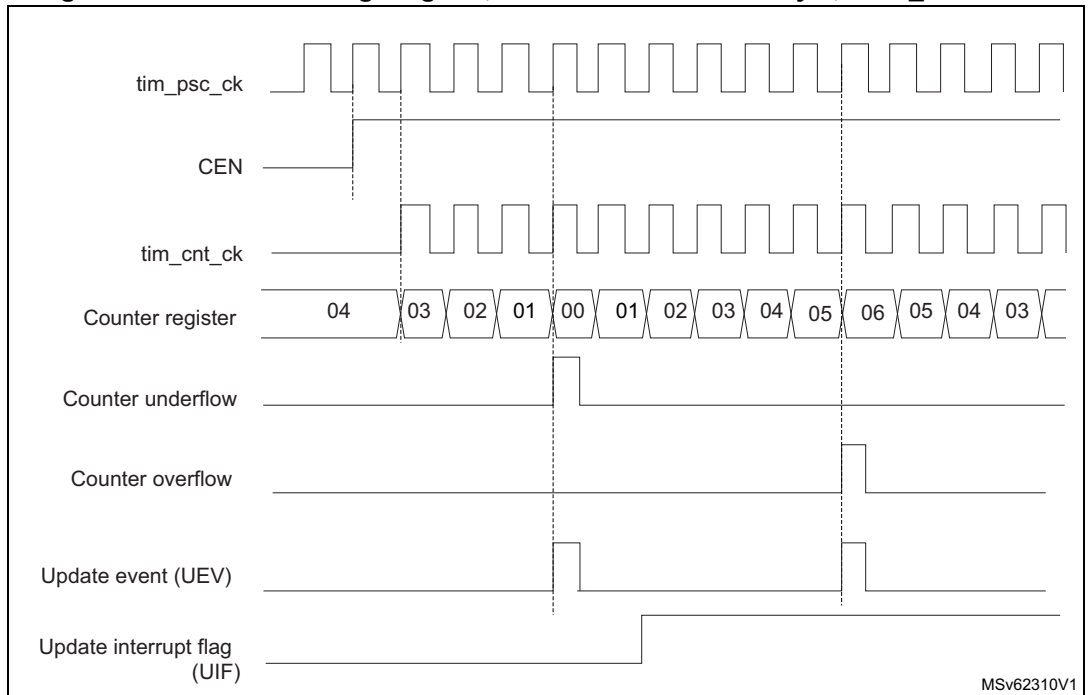 tim_psc_ck
CEN
tim_cnt_ck
Counter register 04 03 02 01 00 01 02 03 04 05 06 05 04 03
Counter underflow
Counter overflow
Update event (UEV)
Update interrupt flag
(UIF)
MSv62310V1